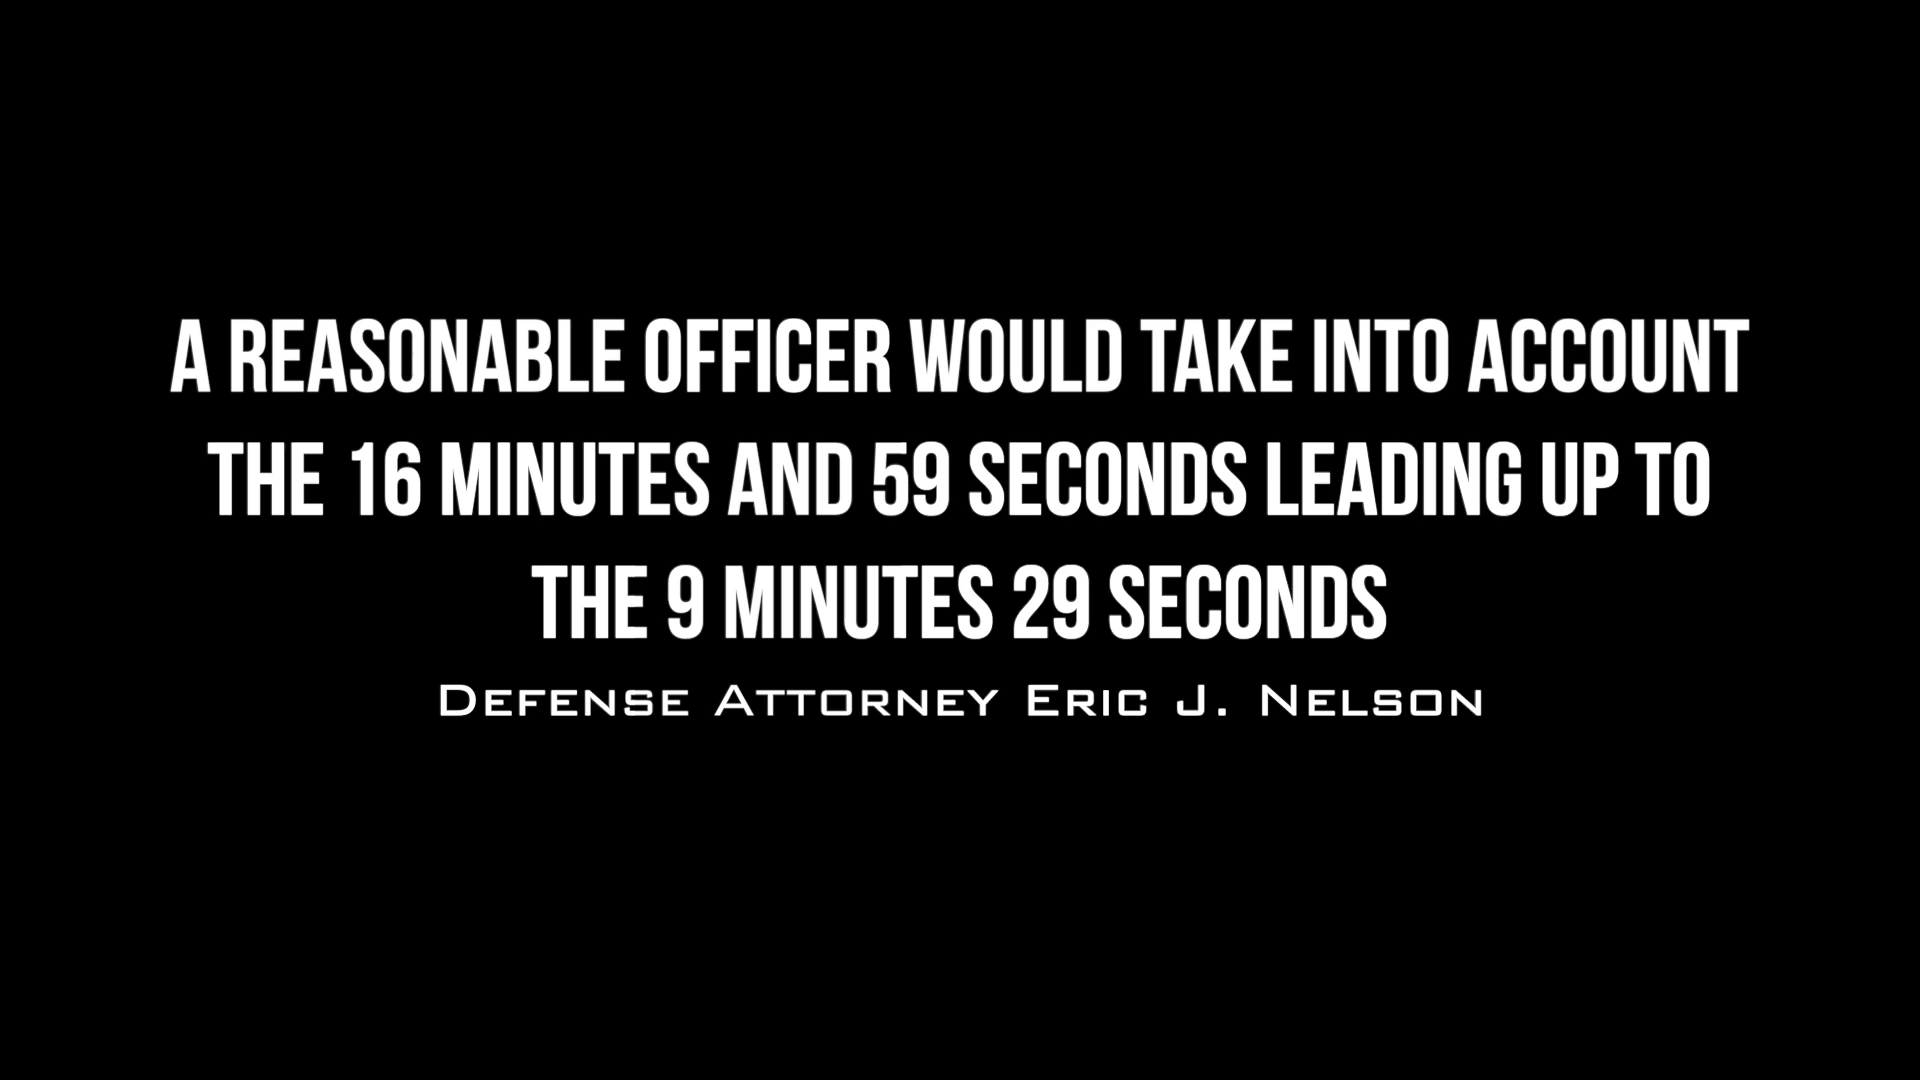 A REASONABLE OFFICER WOULD TAKE INTO ACCOUNT
THE 16 MINUTES AND 59 SECONDS LEADING UP TO
THE 9 MINUTES 29 SECONDS
Defense Attorney Eric J. Nelson